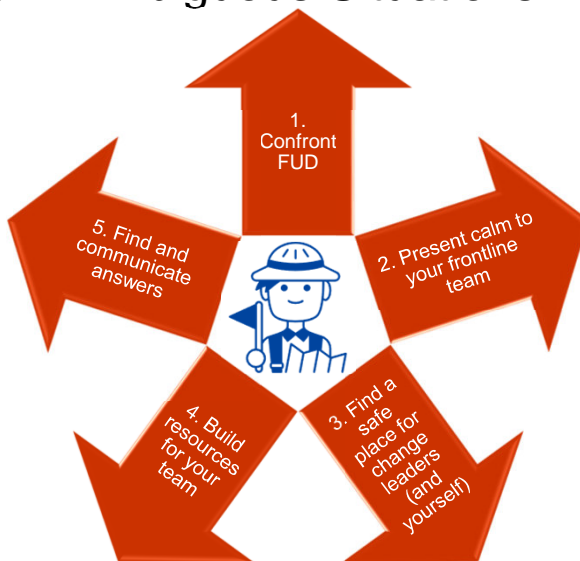 1.
Confront
FUD
2. Present calm to
your frontline
team
3. Find a
safe
place for
change
leaders
(and
yourself)
4. Build
resources
for your
team
5. Find and
communicate
answers